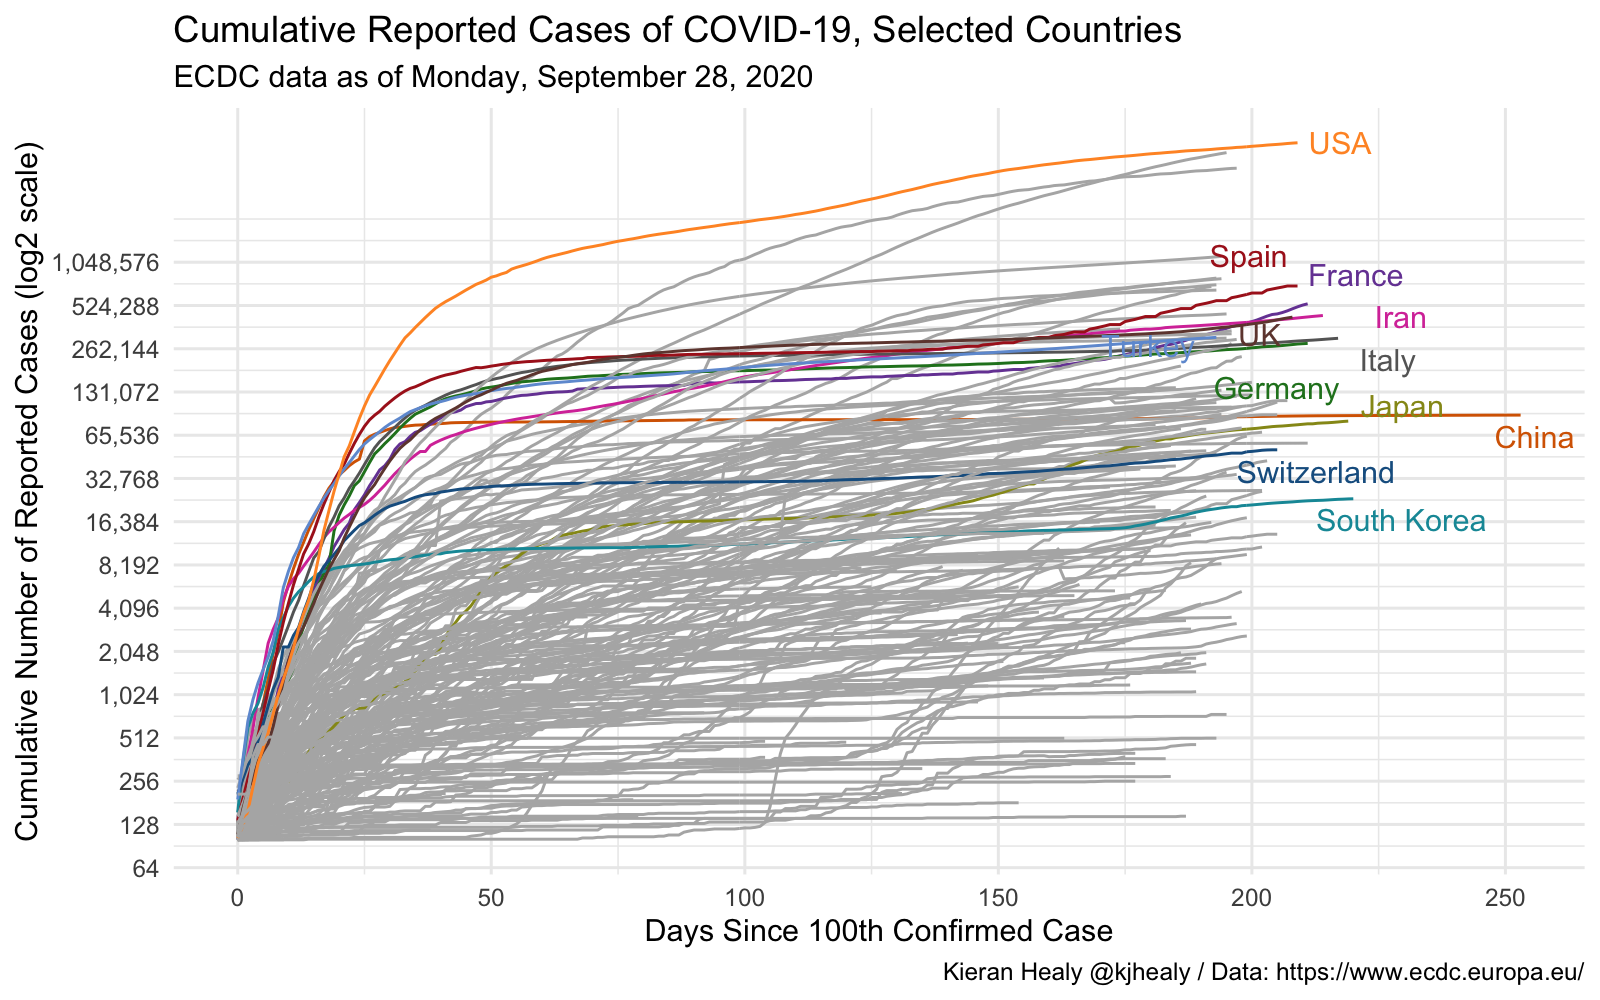 Cumulative Reported Cases of COVID-19, Selected Countries
ECDC data as of Monday, September 28, 2020
Cumulative Number of Reported Cases (log2 scale)
1,048,576
524,288
262,144
131,072
65,536
32,768
16,384
8,192
4,096
2,048
1,024
512
256
128
64
USA
Spain
France
Iran
UK
Turkey
Italy
Germany
Japan
China
Switzerland
South Korea
0 50 100 150 200 250
Days Since 100th Confirmed Case
Kieran Healy @kjhealy / Data: https://www.ecdc.europa.eu/